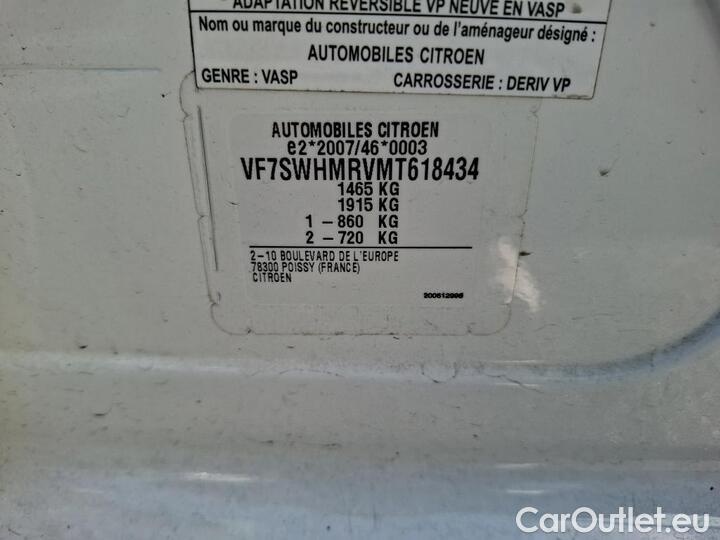 ADAPTATION REVERSIBLE VP NEUVE EN VASP
Nom ou marque du constructeur ou de l'aménageur désigné :
AUTOMOBILES CITROEN
GENRE : VASP CARROSSERIE : DERIV VP
AUTOMOBILES CITROEN
e2*2007/46*0003
VF7SWHMRVMT618434
1465 KG
1915 KG
1 - 860 KG
2 - 720 KG
2-10 BOULEVARD DE L'EUROPE
78300 POISSY (FRANCE)
CITROEN
200612996
CarOutlet.eu